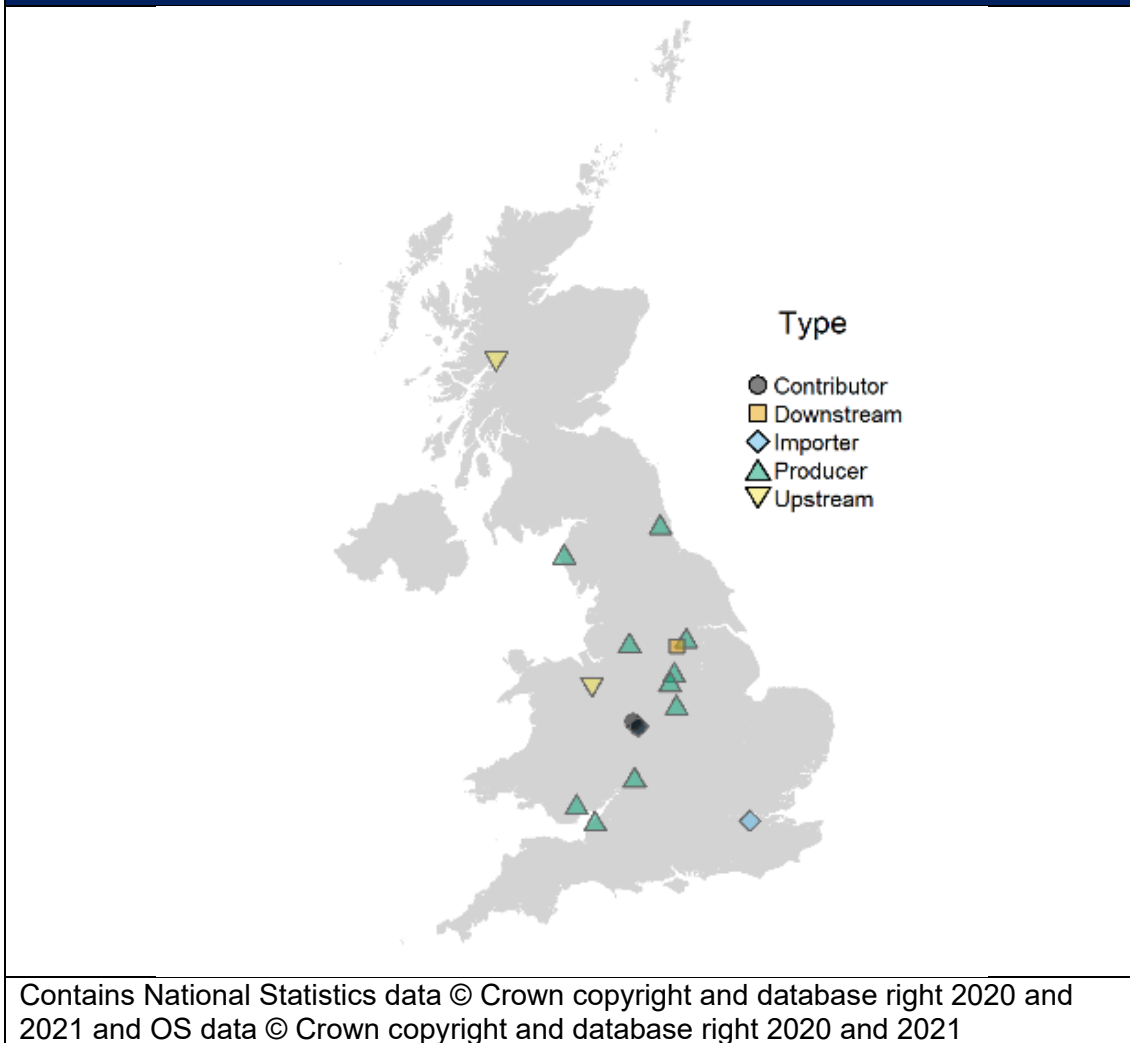 Type
Contributor
Downstream
Importer
Producer
Upstream
Contains National Statistics data © Crown copyright and database right 2020 and
2021 and OS data © Crown copyright and database right 2020 and 2021